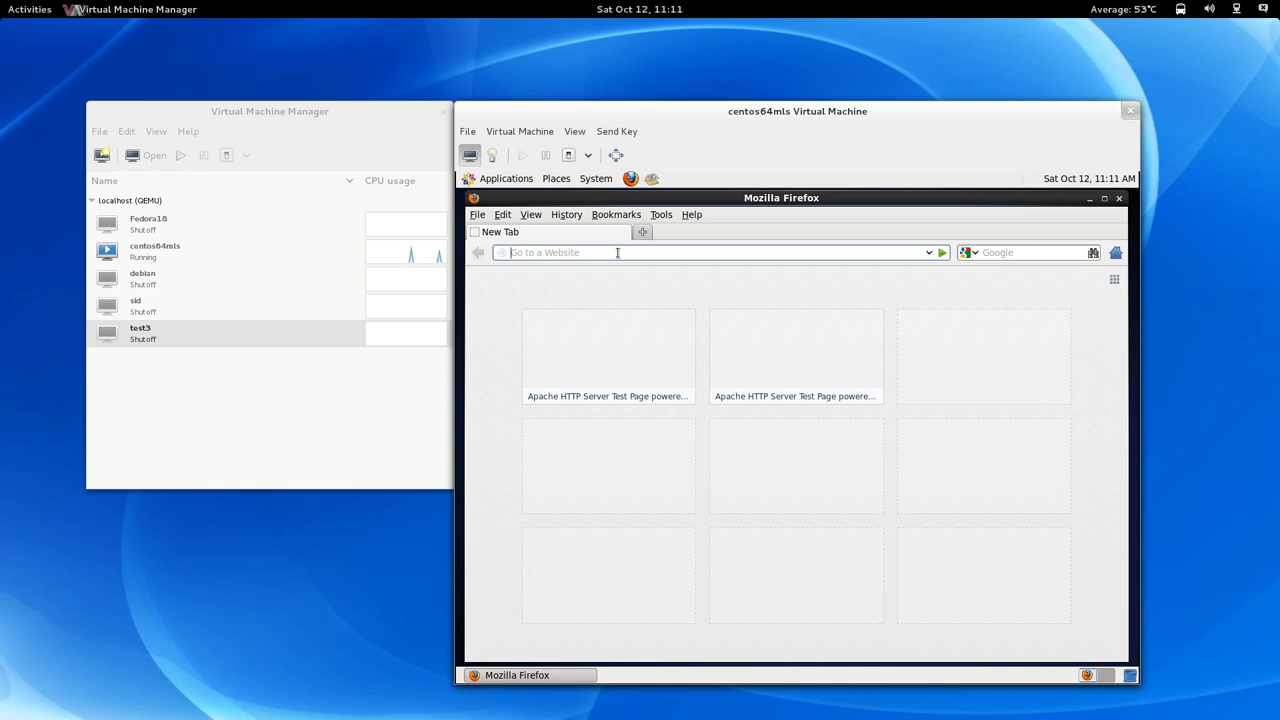 Activities Virtual Machine Manager Sat Oct 12, 11:11 Average: 53°C
Virtual Machine Manager
File Edit View Help
Open
Name CPU usage
localhost (QEMU)
Fedora18
Shutoff
centos64mls
Running
debian
Shutoff
sid
Shutoff
test3
Shutoff
centos64mls Virtual Machine
File Virtual Machine View Send Key
Applications Places System Sat Oct 12, 11:11 AM
Mozilla Firefox
File Edit View History Bookmarks Tools Help
New Tab
Go to a Website Google
Apache HTTP Server Test Page powere... Apache HTTP Server Test Page powere...
Mozilla Firefox